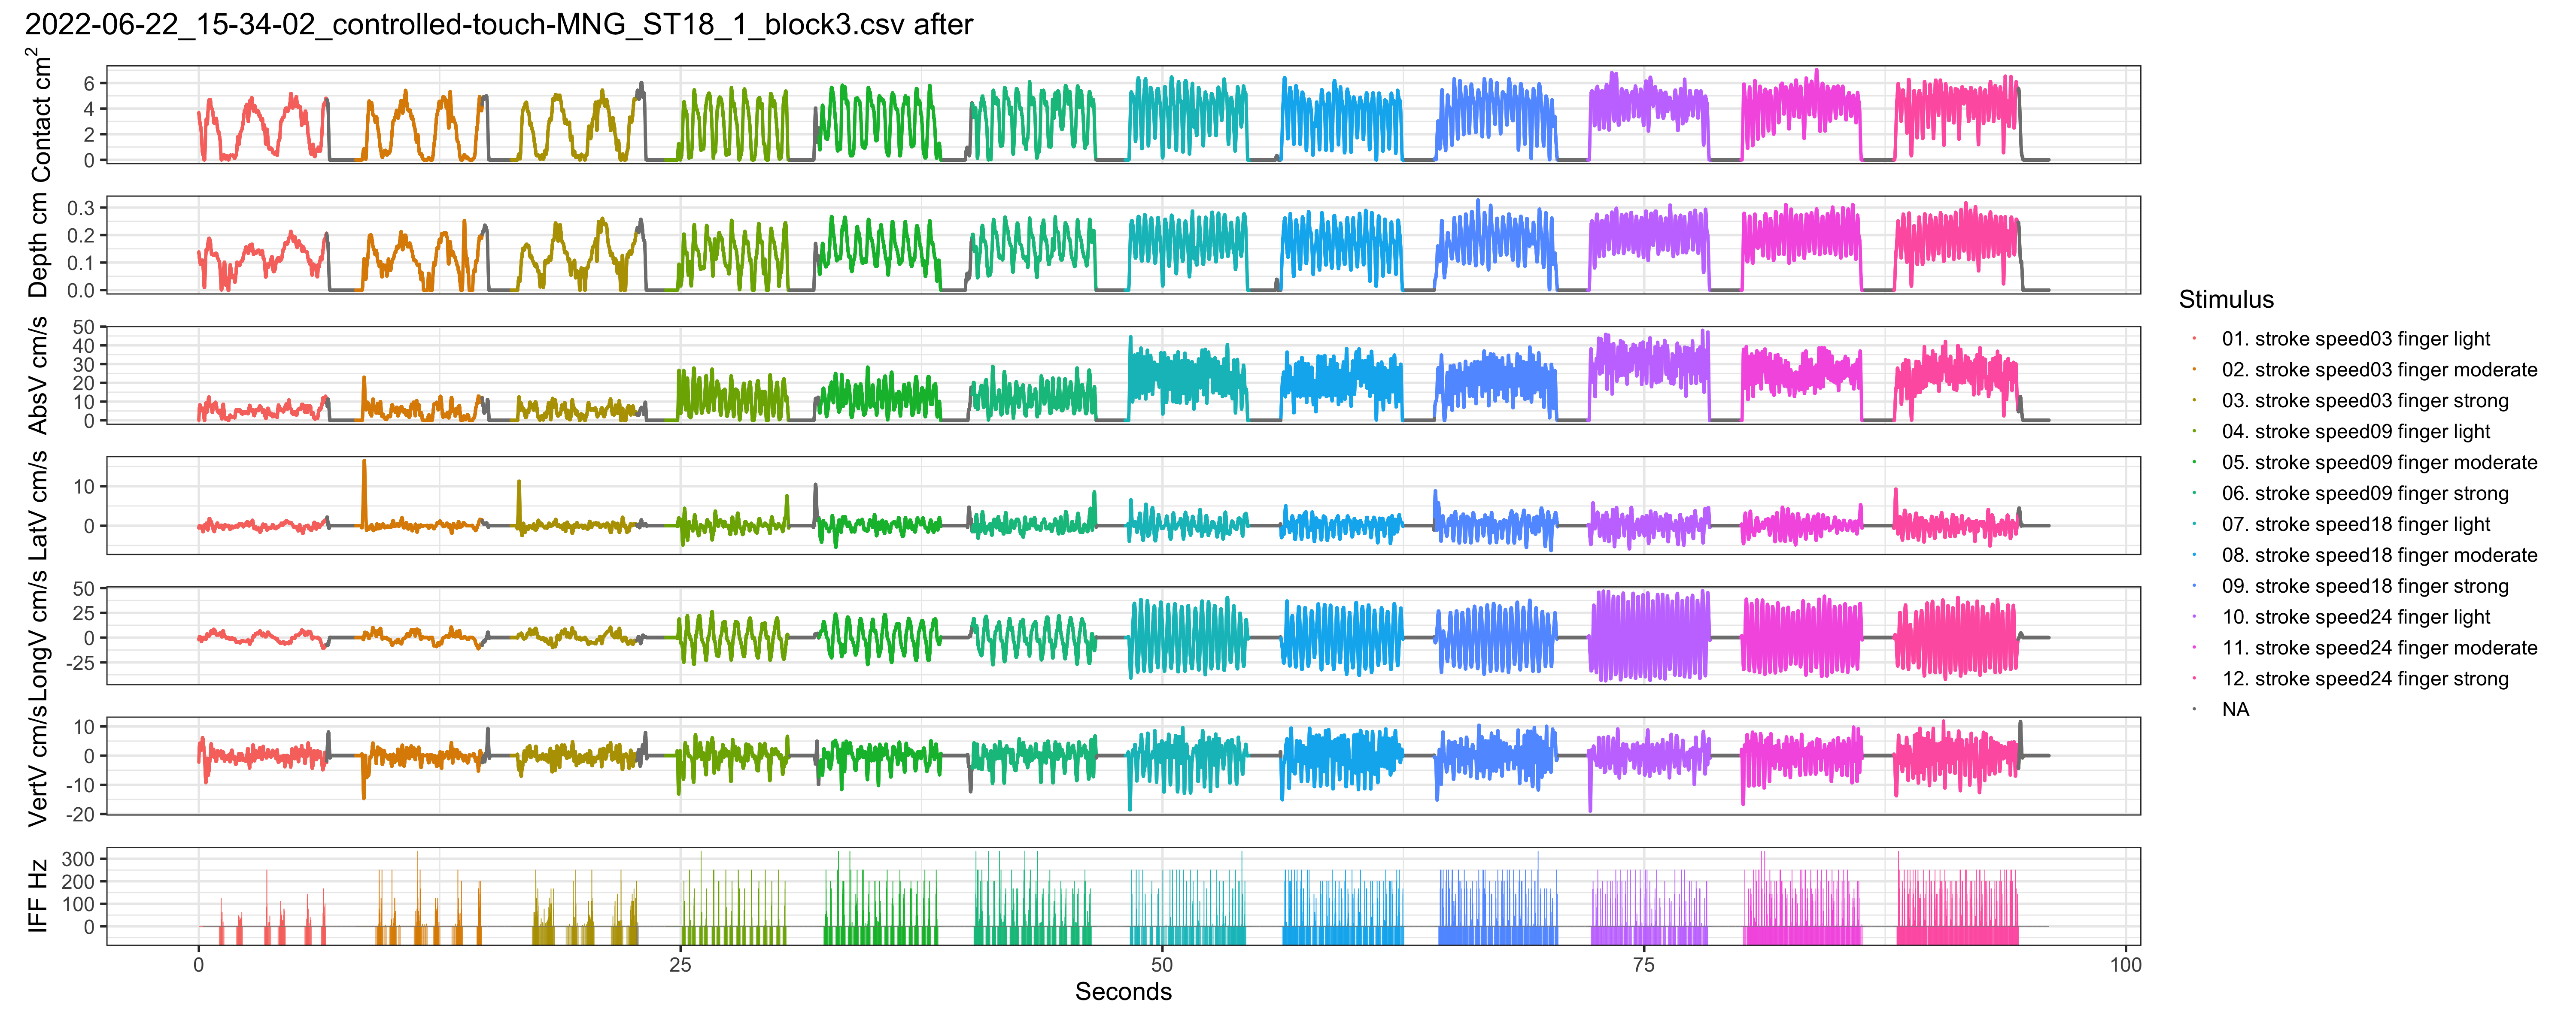 2022-06-22_15-34-02_controlled-touch-MNG_ST18_1_block3.csv after
Contact cm²
6
4
2
0
Depth cm
0.3
0.2
0.1
0.0
AbsV cm/s
50
40
30
20
10
0
LatV cm/s
10
0
LongV cm/s
50
25
0
-25
VertV cm/s
10
0
-10
-20
IFF Hz
300
200
100
0
0 25 50 75 100
Seconds
Stimulus
01. stroke speed03 finger light
02. stroke speed03 finger moderate
03. stroke speed03 finger strong
04. stroke speed09 finger light
05. stroke speed09 finger moderate
06. stroke speed09 finger strong
07. stroke speed18 finger light
08. stroke speed18 finger moderate
09. stroke speed18 finger strong
10. stroke speed24 finger light
11. stroke speed24 finger moderate
12. stroke speed24 finger strong
NA